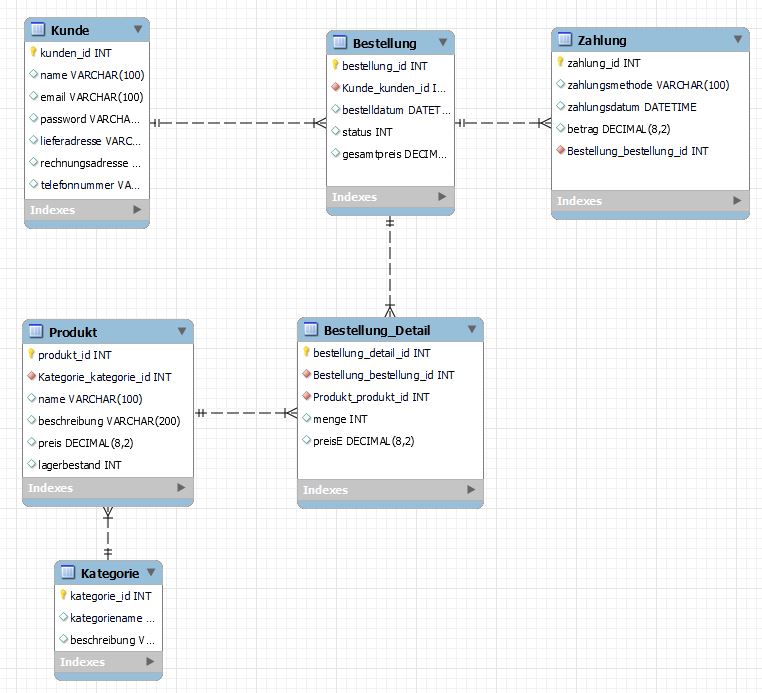 Kunde
kunden_id INT
name VARCHAR(100)
email VARCHAR(100)
password VARCHA...
lieferadresse VARC...
rechnungsadresse ...
telefonnummer VA...
Indexes
Bestellung
bestellung_id INT
Kunde_kunden_id I...
bestelldatum DATET...
status INT
gesamtpreis DECIM...
Indexes
Zahlung
zahlung_id INT
zahlungsmethode VARCHAR(100)
zahlungsdatum DATETIME
betrag DECIMAL(8,2)
Bestellung_bestellung_id INT
Indexes
Produkt
produkt_id INT
Kategorie_kategorie_id INT
name VARCHAR(100)
beschreibung VARCHAR(200)
preis DECIMAL(8,2)
lagerbestand INT
Indexes
Bestellung_Detail
bestellung_detail_id INT
Bestellung_bestellung_id INT
Produkt_produkt_id INT
menge INT
preisE DECIMAL(8,2)
Indexes
Kategorie
kategorie_id INT
kategoriename ...
beschreibung V...
Indexes